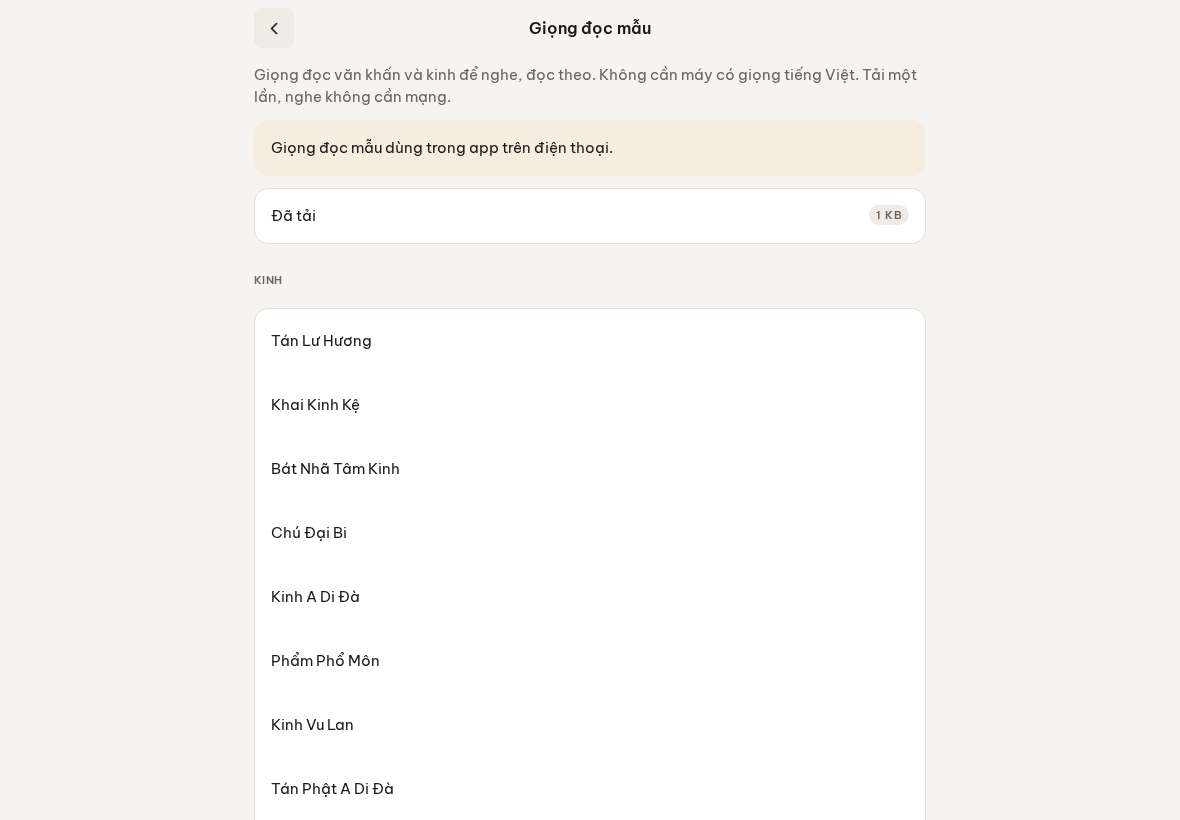 Giọng đọc mẫu
Giọng đọc văn khấn và kinh để nghe, đọc theo. Không cần máy có giọng tiếng Việt. Tải một
lần, nghe không cần mạng.
Giọng đọc mẫu dùng trong app trên điện thoại.
Đã tải
1 KB
KINH
Tán Lư Hương
Khai Kinh Kệ
Bát Nhã Tâm Kinh
Chú Đại Bi
Kinh A Di Đà
Phẩm Phổ Môn
Kinh Vu Lan
Tán Phật A Di Đà